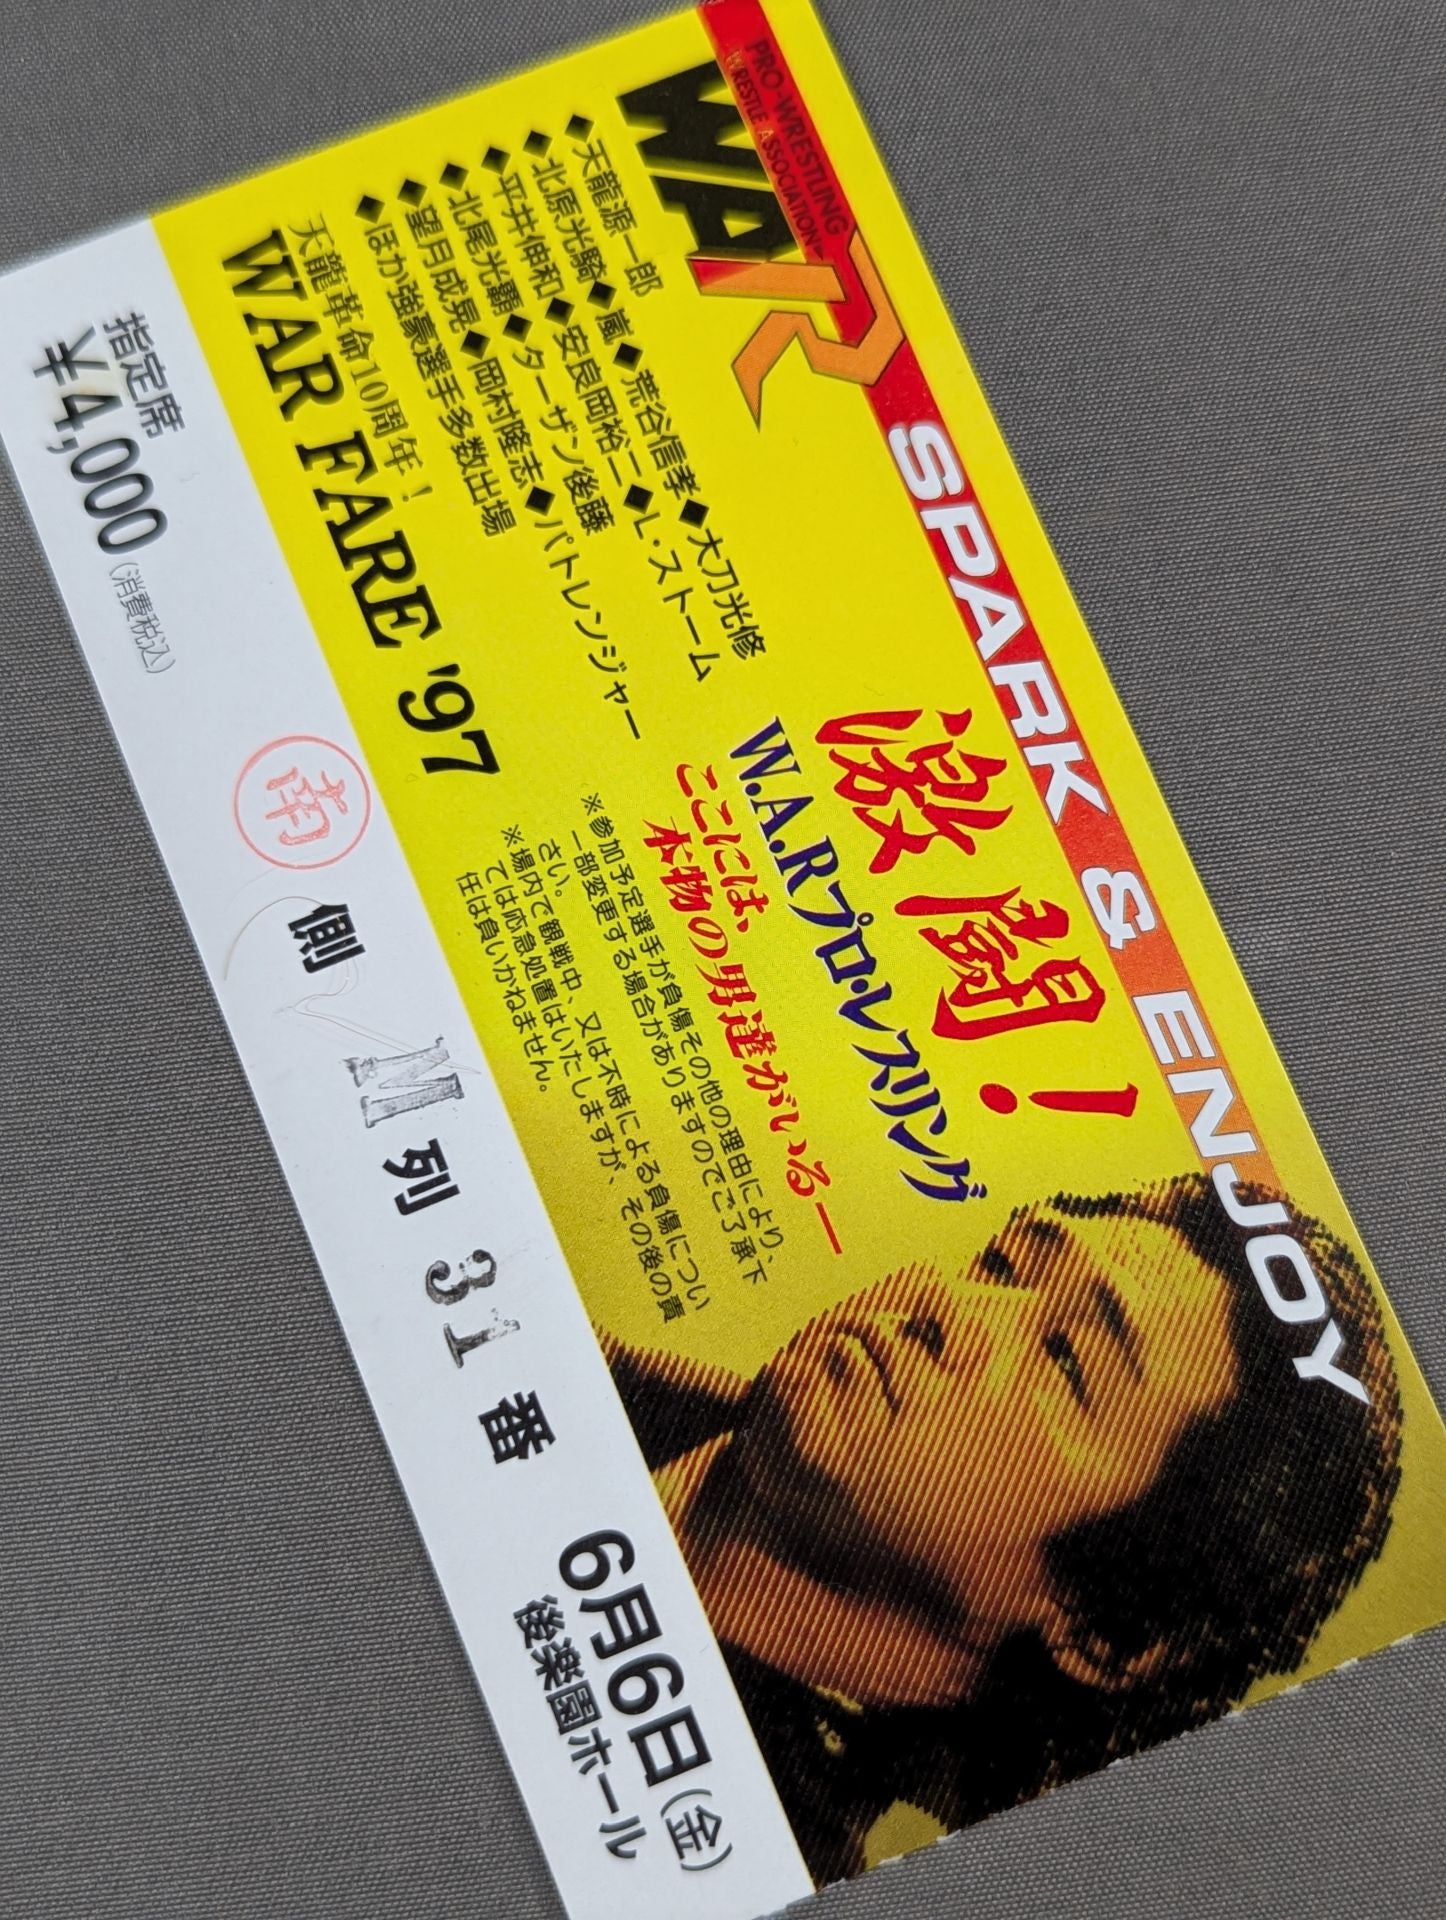 PRO-WRESTLING
WRESTLE ASSOCIATION
WAR
SPARK & ENJOY
◆天龍源一郎
◆北原光騎◆嵐◆荒谷信孝◆大刀光修
◆平井伸和◆安良岡裕二◆L・ストーム
◆北尾光覇◆ターザン後藤
◆望月成晃◆岡村隆志◆パトレンジャー
◆ほか強豪選手多数出場
激闘!
W.A.Rプロ・レスリング
ここには、
本物の男達がいるー
※参加予定選手が負傷その他の理由により、
一部変更する場合がありますのでご了承下
さい。
※場内で観戦中、又は不時による負傷につい
ては応急処置はいたしますが、その後の責
任は負いかねません。
天龍革命10周年!
WAR FARE '97
指定席
¥4,000(消費税込)
南側 M列 31番
6月6日(金)
後楽園ホール